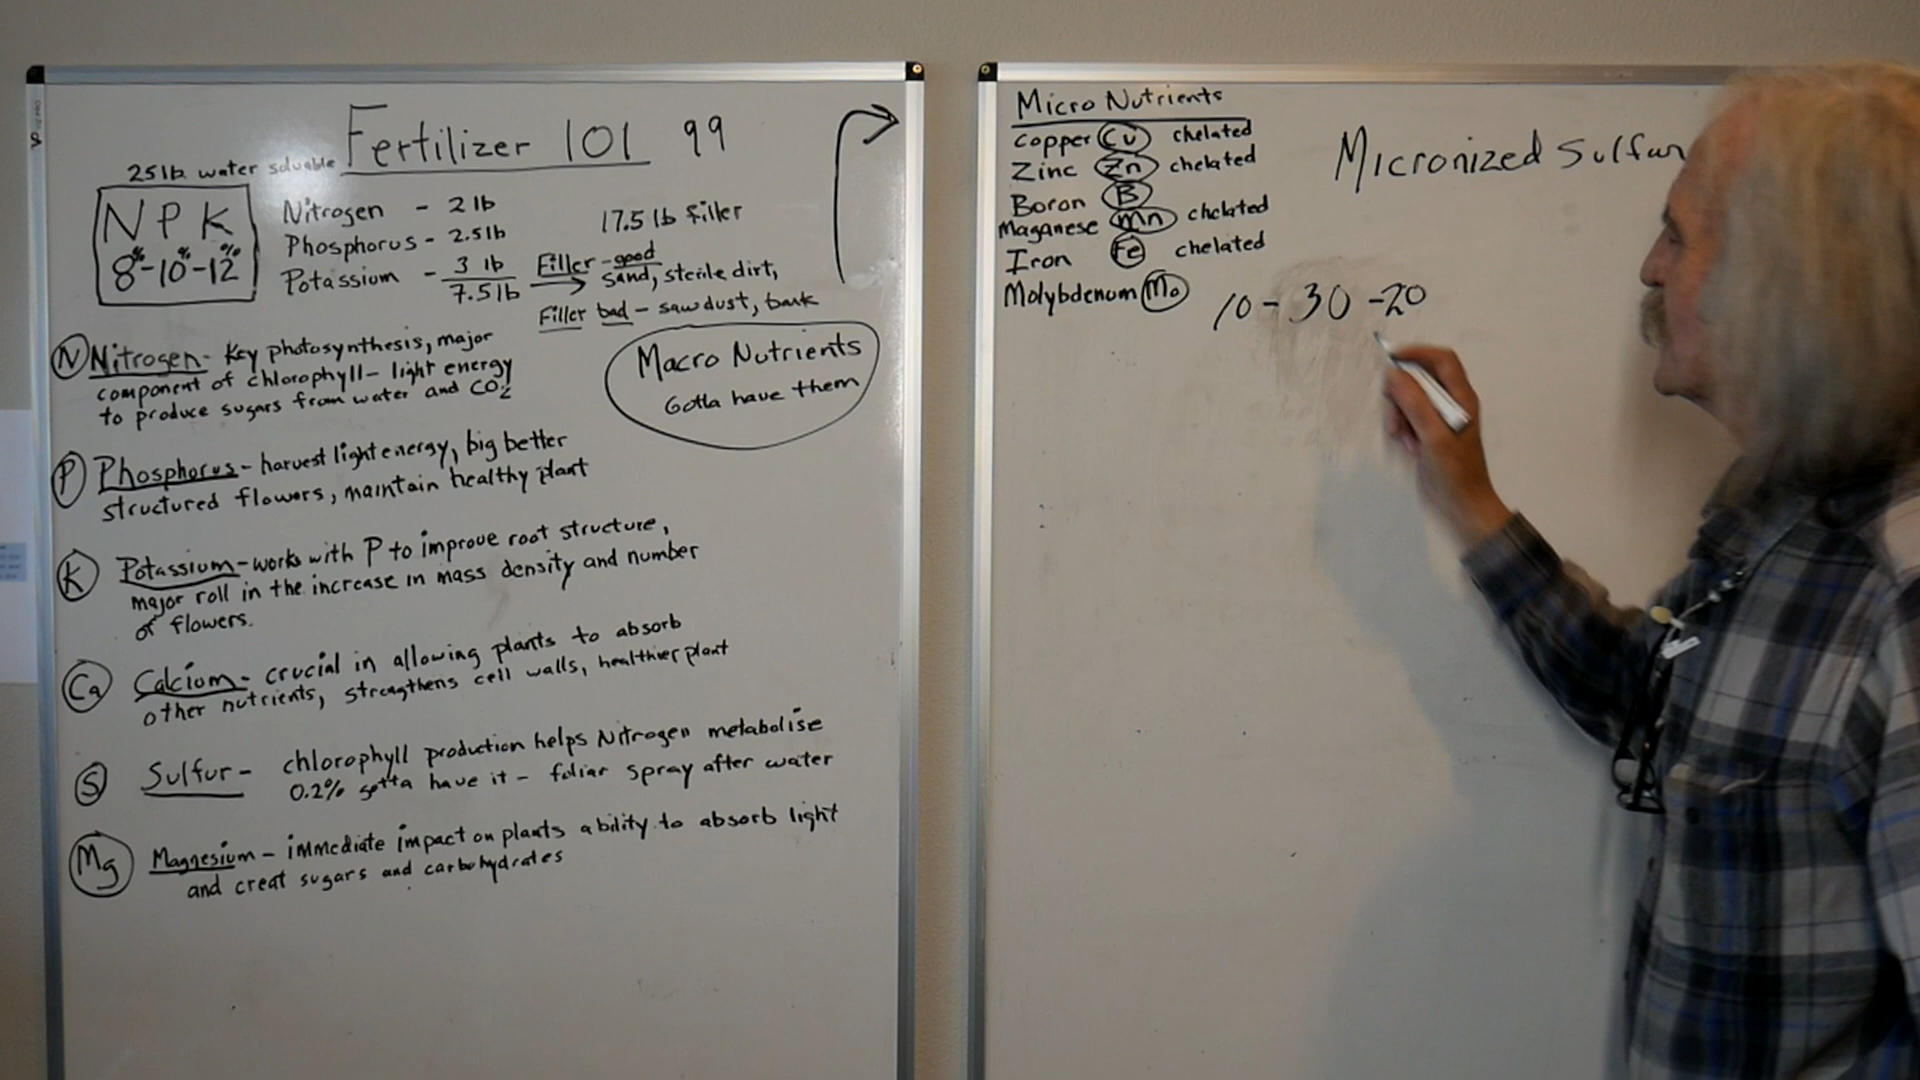 Fertilizer 101 99
25lb water soluable
N P K
8%-10%-12%
Nitrogen - 2 lb
Phosphorus - 2.5lb
Potassium - 3 lb
7.5lb
17.5 lb filler
Filler - good
sand, sterile dirt,
Filler bad - sawdust, bark
Macro Nutrients
Gotta have them
N Nitrogen - Key photosynthesis, major
component of chlorophyll - light energy
to produce sugars from water and CO2
P Phosphorus - harvest light energy, big better
structured flowers, maintain healthy plant
K Potassium - works with P to improve root structure,
major roll in the increase in mass density and number
of flowers.
Ca Calcium - crucial in allowing plants to absorb
other nutrients, strengthens cell walls, healthier plant
S Sulfur - chlorophyll production helps Nitrogen metabolise
0.2% gotta have it - foliar spray after water
Mg Magnesium - immediate impact on plants ability to absorb light
and creat sugars and carbohydrates
Micro Nutrients
Copper Cu chelated
Zinc Zn chelated
Boron B
Maganese Mn chelated
Iron Fe chelated
Molybdenum Mo
Micronized Sulfur
10 - 30 - 20